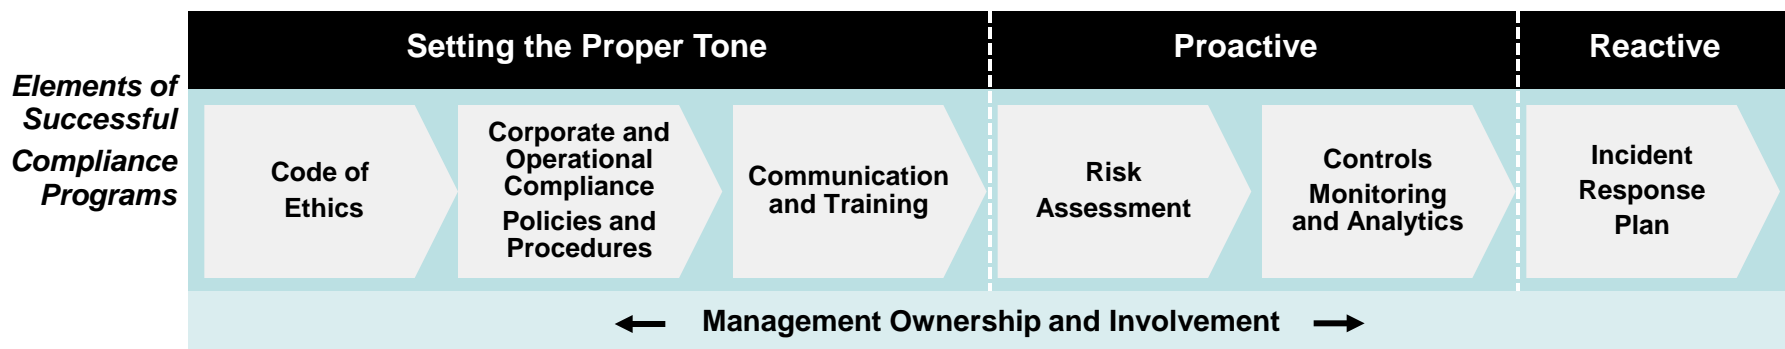 Setting the Proper Tone
Proactive
Reactive
Elements of
Successful
Compliance
Programs
Code of
Ethics
Corporate and
Operational
Compliance
Policies and
Procedures
Communication
and Training
Risk
Assessment
Controls
Monitoring
and Analytics
Incident
Response
Plan
Management Ownership and Involvement